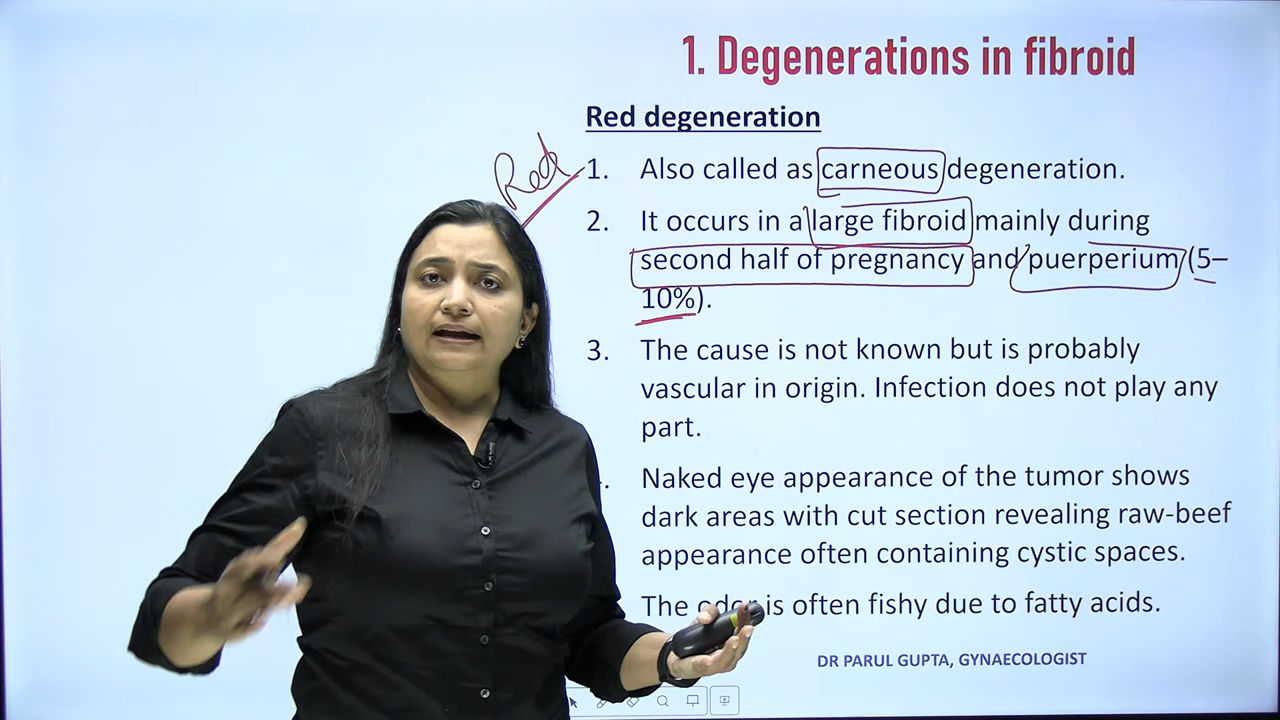 1. Degenerations in fibroid
Red degeneration
Red
1. Also called as carneous degeneration.
2. It occurs in a large fibroid mainly during
second half of pregnancy and puerperium (5–
10%).
3. The cause is not known but is probably
vascular in origin. Infection does not play any
part.
Naked eye appearance of the tumor shows
dark areas with cut section revealing raw-beef
appearance often containing cystic spaces.
The odor is often fishy due to fatty acids.
DR PARUL GUPTA, GYNAECOLOGIST